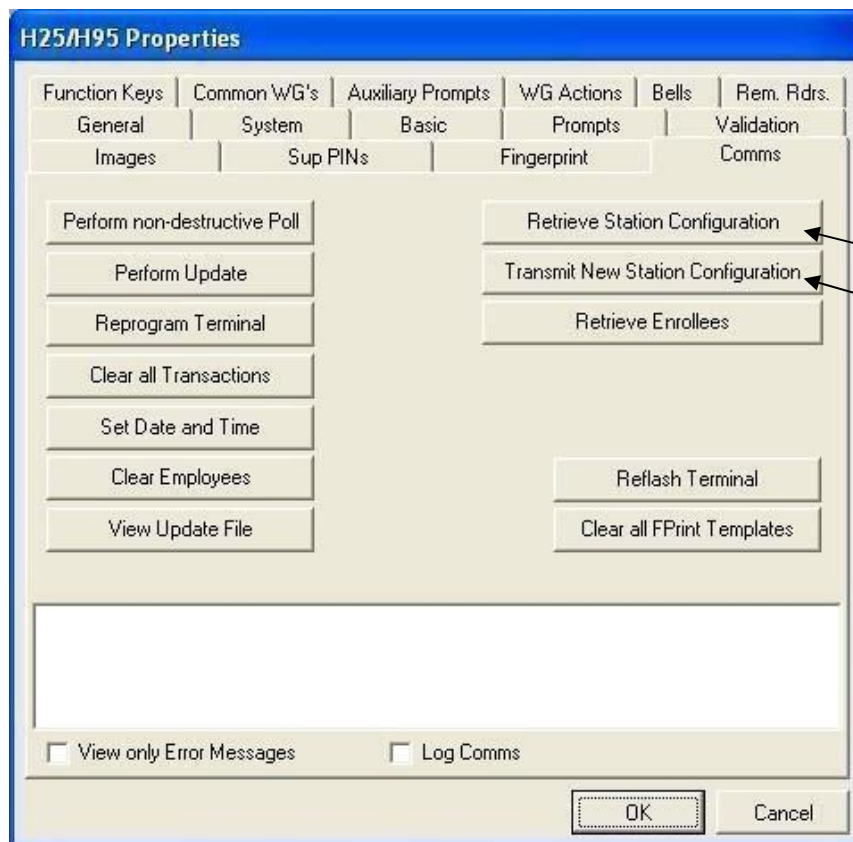 H25/H95 Properties
Function Keys Common WG's Auxiliary Prompts WG Actions Bells Rem. Rdrs.
General System Basic Prompts Validation
Images Sup PINs Fingerprint Comms
Perform non-destructive Poll Retrieve Station Configuration
Perform Update Transmit New Station Configuration
Reprogram Terminal Retrieve Enrollees
Clear all Transactions
Set Date and Time
Clear Employees Reflash Terminal
View Update File Clear all FPrint Templates
View only Error Messages Log Comms
OK Cancel